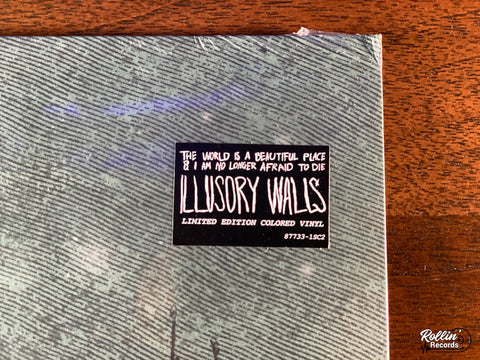 THE WORLD IS A BEAUTIFUL PLACE
& I AM NO LONGER AFRAID TO DIE
ILLUSORY WALLS
LIMITED EDITION COLORED VINYL
87733-1SC2
Rollin'
Records